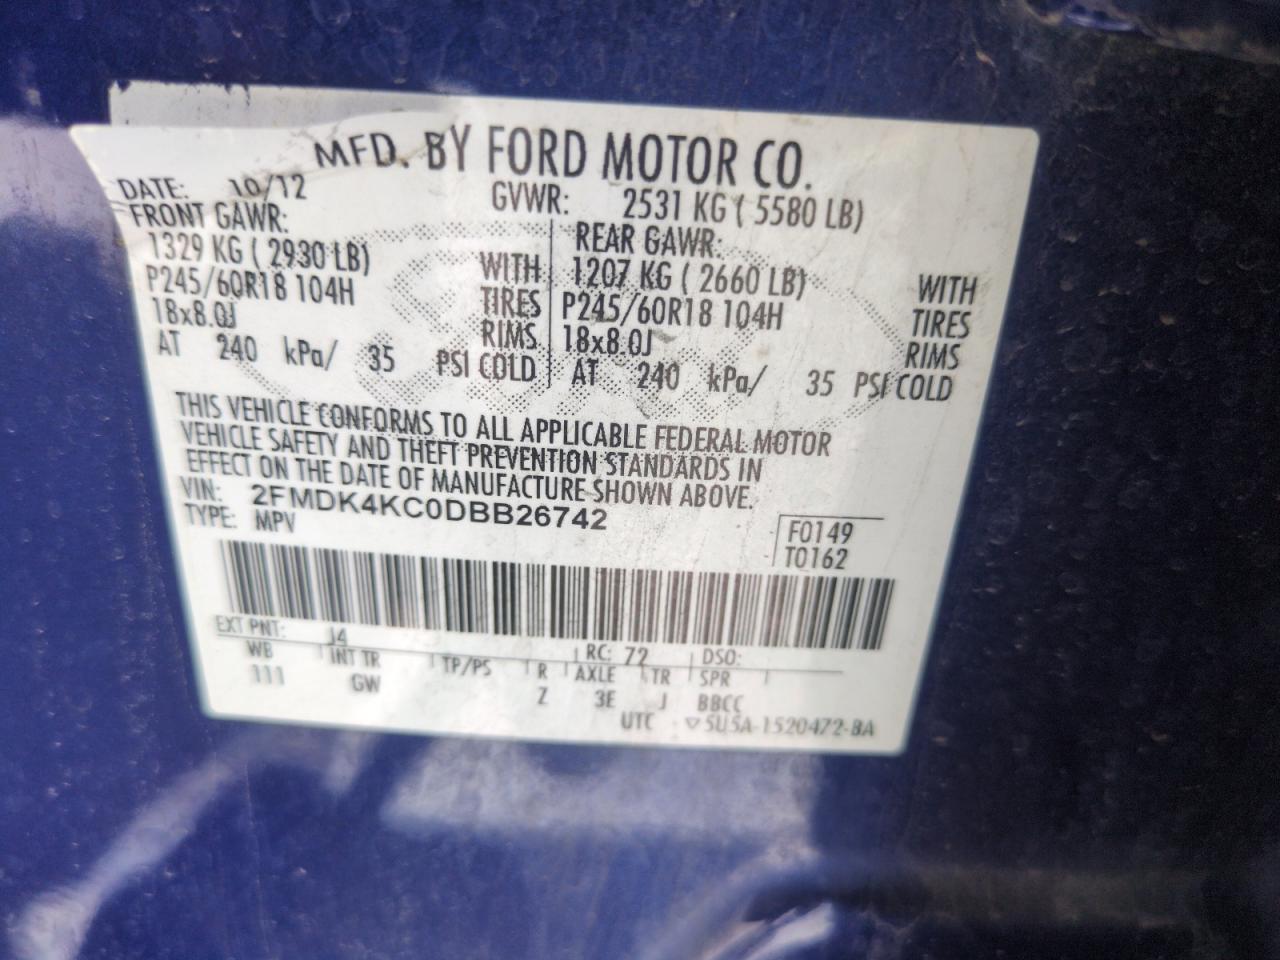 MFD. BY FORD MOTOR CO.
DATE: 10/12 GVWR: 2531 KG ( 5580 LB)
FRONT GAWR: REAR GAWR:
1329 KG ( 2930 LB) WITH 1207 KG ( 2660 LB) WITH
P245/60R18 104H TIRES P245/60R18 104H TIRES
18x8.0J RIMS 18x8.0J RIMS
AT 240 kPa/ 35 PSI COLD AT 240 kPa/ 35 PSI COLD
THIS VEHICLE CONFORMS TO ALL APPLICABLE FEDERAL MOTOR
VEHICLE SAFETY AND THEFT PREVENTION STANDARDS IN
EFFECT ON THE DATE OF MANUFACTURE SHOWN ABOVE.
VIN: 2FMDK4KC0DBB26742
TYPE: MPV
F0149
T0162
EXT PNT: J4 RC: 72 DSO:
WB INT TR TP/PS R AXLE TR SPR
111 GW Z 3E J BBCC
UTC ▽5U5A-1520472-BA